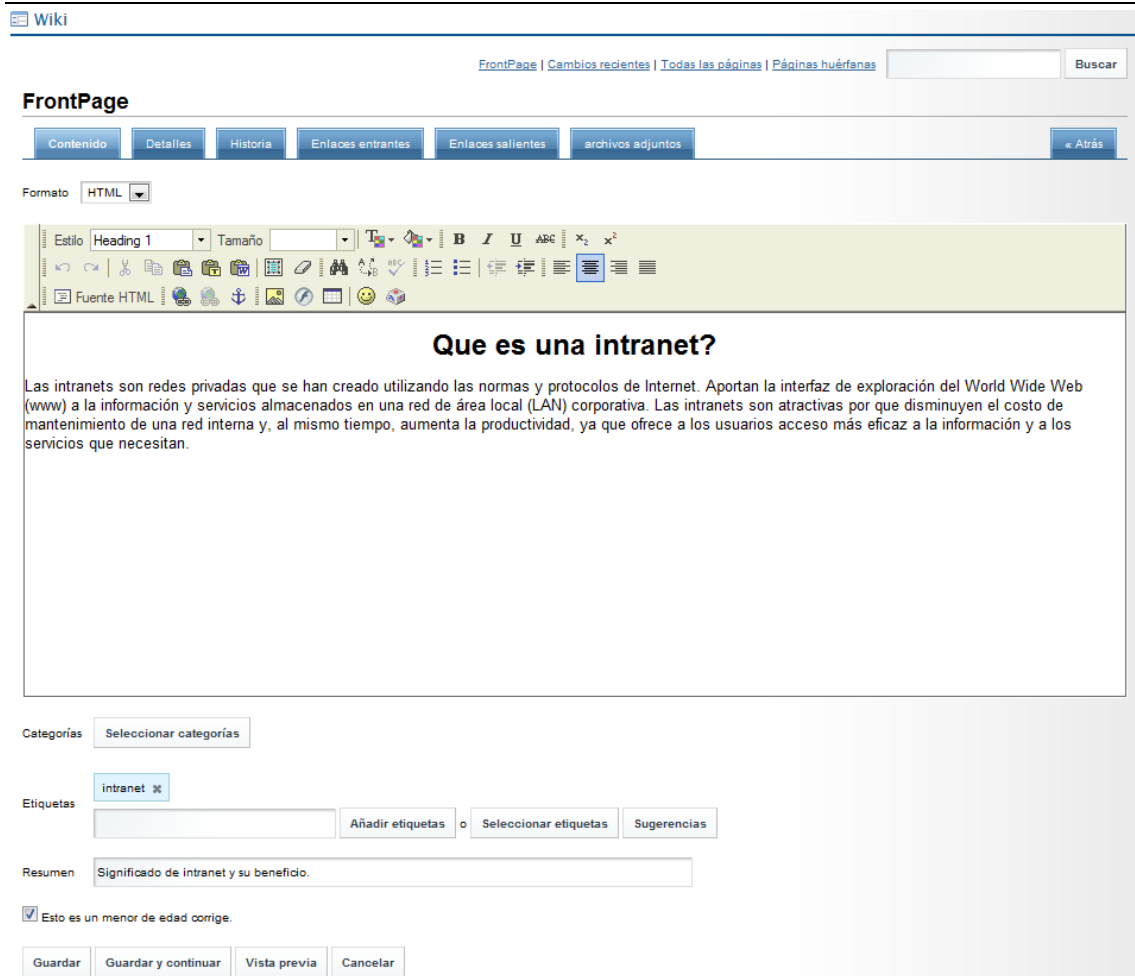 Wiki
FrontPage | Cambios recientes | Todas las páginas | Páginas huérfanas Buscar
FrontPage
Contenido Detalles Historia Enlaces entrantes Enlaces salientes archivos adjuntos « Atrás
Formato HTML
Estilo Heading 1 Tamaño B I U ABC x₂ x²
Fuente HTML
Que es una intranet?
Las intranets son redes privadas que se han creado utilizando las normas y protocolos de Internet. Aportan la interfaz de exploración del World Wide Web
(www) a la información y servicios almacenados en una red de área local (LAN) corporativa. Las intranets son atractivas por que disminuyen el costo de
mantenimiento de una red interna y, al mismo tiempo, aumenta la productividad, ya que ofrece a los usuarios acceso más eficaz a la información y a los
servicios que necesitan.
Categorías Seleccionar categorías
intranet
Etiquetas
Añadir etiquetas o Seleccionar etiquetas Sugerencias
Resumen Significado de intranet y su beneficio.
Esto es un menor de edad corrige.
Guardar Guardar y continuar Vista previa Cancelar